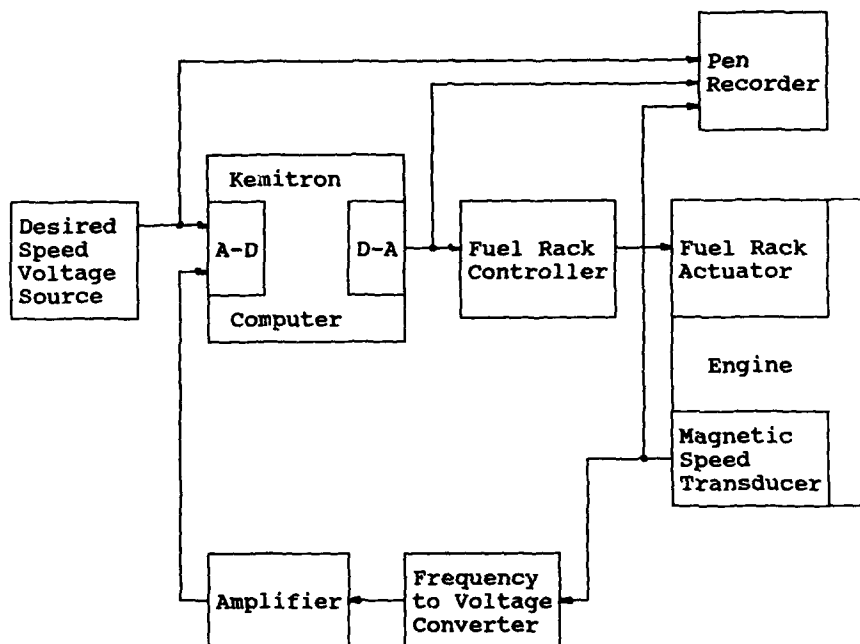 Pen
Recorder
Kemitron
Desired
Speed
Voltage
Source
A-D
D-A
Fuel Rack
Controller
Fuel Rack
Actuator
Computer
Engine
Magnetic
Speed
Transducer
Amplifier
Frequency
to Voltage
Converter